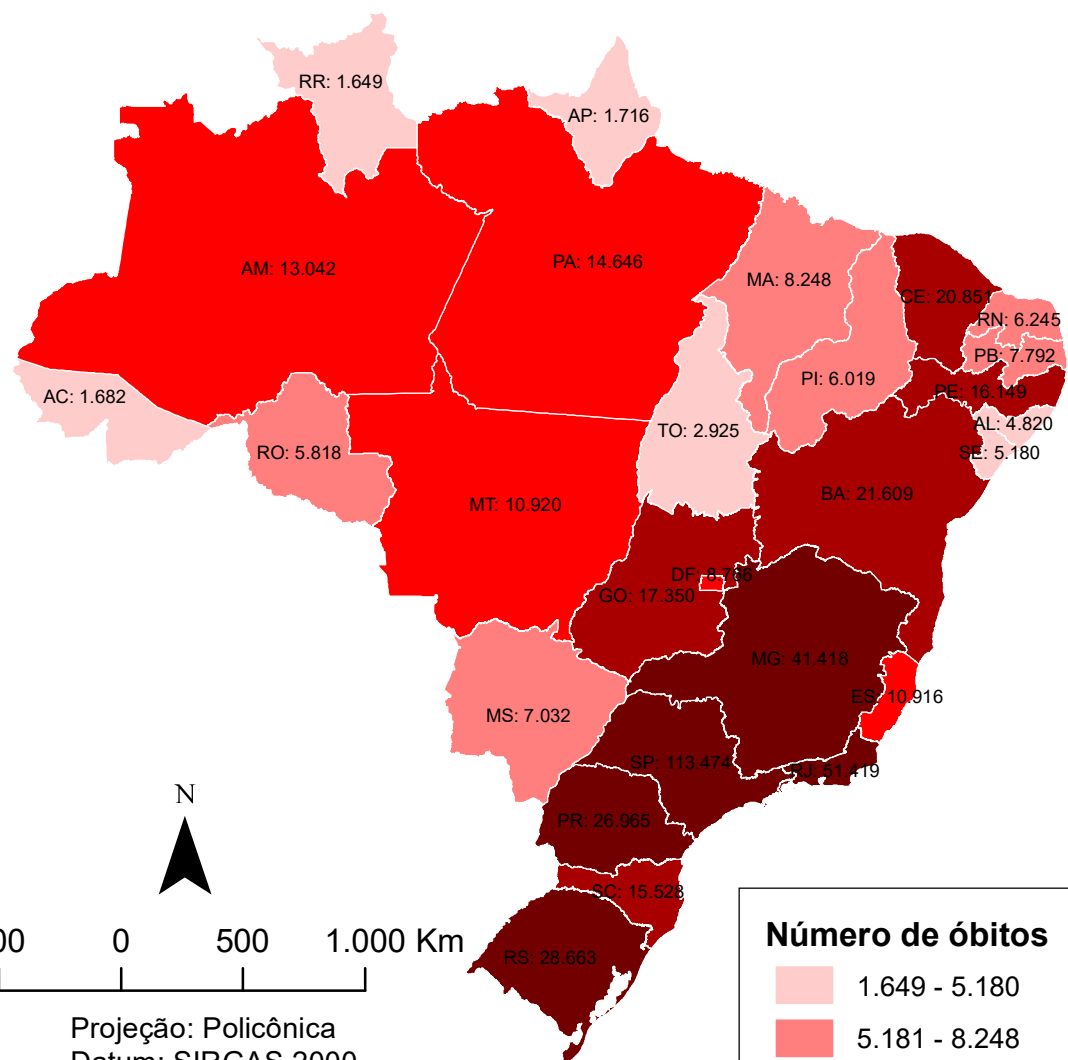 RR: 1.649
AP: 1.716
AM: 13.042
PA: 14.646
MA: 8.248
CE: 20.851
RN: 6.245
PB: 7.792
PI: 6.019
PE: 16.149
AC: 1.682
AL: 4.820
TO: 2.925
RO: 5.818
SE: 5.180
BA: 21.609
MT: 10.920
DF: 8.766
GO: 17.350
MG: 41.418
ES: 10.916
MS: 7.032
SP: 113.474
RJ: 51.419
N
PR: 26.965
SC: 15.528
00 0 500 1.000 Km
Número de óbitos
RS: 28.663
1.649 - 5.180
Projeção: Policônica
5.181 - 8.248
Datum: SIRGAS 2000